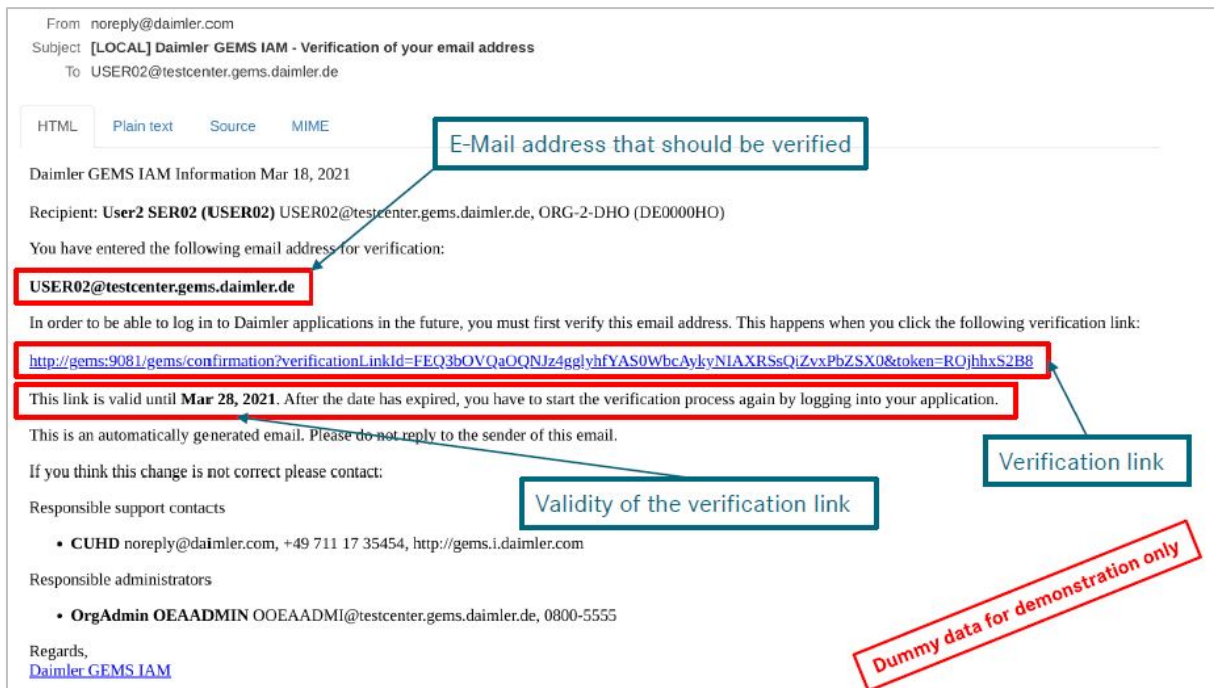 From noreply@daimler.com
Subject [LOCAL] Daimler GEMS IAM - Verification of your email address
To USER02@testcenter.gems.daimler.de
HTML Plain text Source MIME
E-Mail address that should be verified
Daimler GEMS IAM Information Mar 18, 2021
Recipient: User2 SER02 (USER02) USER02@testcenter.gems.daimler.de, ORG-2-DHO (DE0000HO)
You have entered the following email address for verification:
USER02@testcenter.gems.daimler.de
In order to be able to log in to Daimler applications in the future, you must first verify this email address. This happens when you click the following verification link:
http://gems:9081/gems/confirmation?verificationLinkId=FEQ3bOVQaOQNJz4gglyhfYAS0WbcAykyNIAXRSsQiZvxPbZSX0&token=ROjhhxS2B8
This link is valid until Mar 28, 2021. After the date has expired, you have to start the verification process again by logging into your application.
This is an automatically generated email. Please do not reply to the sender of this email.
Verification link
If you think this change is not correct please contact:
Validity of the verification link
Responsible support contacts
• CUHD noreply@daimler.com, +49 711 17 35454, http://gems.i.daimler.com
Responsible administrators
• OrgAdmin OEAADMIN OOEAADMI@testcenter.gems.daimler.de, 0800-5555
Dummy data for demonstration only
Regards,
Daimler GEMS IAM